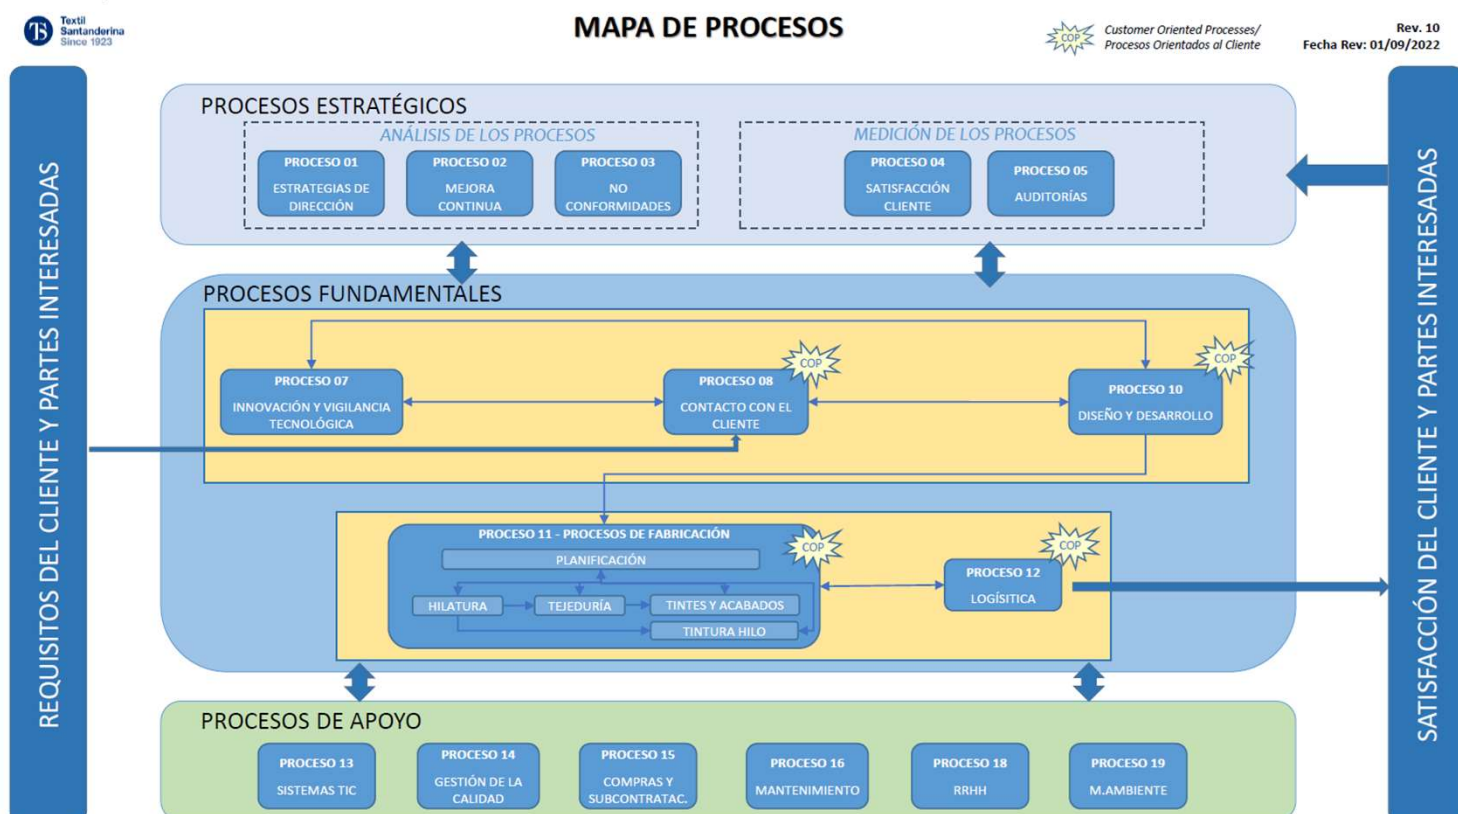 Textil
Santanderina
Since 1923
MAPA DE PROCESOS
COP
Customer Oriented Processes/
Procesos Orientados al Cliente
Rev. 10
Fecha Rev: 01/09/2022
REQUISITOS DEL CLIENTE Y PARTES INTERESADAS
PROCESOS ESTRATÉGICOS
ANÁLISIS DE LOS PROCESOS
PROCESO 01
ESTRATEGIAS DE
DIRECCIÓN
PROCESO 02
MEJORA
CONTINUA
PROCESO 03
NO
CONFORMIDADES
MEDICIÓN DE LOS PROCESOS
PROCESO 04
SATISFACCIÓN
CLIENTE
PROCESO 05
AUDITORÍAS
PROCESOS FUNDAMENTALES
PROCESO 07
INNOVACIÓN Y VIGILANCIA
TECNOLÓGICA
COP
PROCESO 08
CONTACTO CON EL
CLIENTE
COP
PROCESO 10
DISEÑO Y DESARROLLO
PROCESO 11 - PROCESOS DE FABRICACIÓN
COP
PLANIFICACIÓN
HILATURA
TEJEDURÍA
TINTES Y ACABADOS
TINTURA HILO
COP
PROCESO 12
LOGÍSITICA
PROCESOS DE APOYO
PROCESO 13
SISTEMAS TIC
PROCESO 14
GESTIÓN DE LA
CALIDAD
PROCESO 15
COMPRAS Y
SUBCONTRATAC.
PROCESO 16
MANTENIMIENTO
PROCESO 18
RRHH
PROCESO 19
M.AMBIENTE
SATISFACCIÓN DEL CLIENTE Y PARTES INTERESADAS